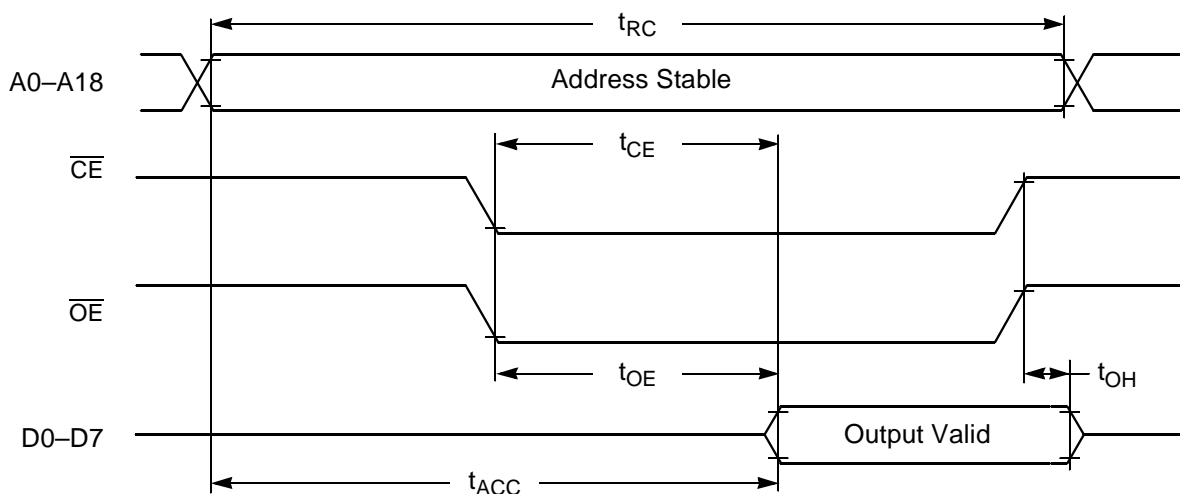 tRC
A0–A18
Address Stable
tCE
CE
OE
tOE
tOH
D0–D7
Output Valid
tACC